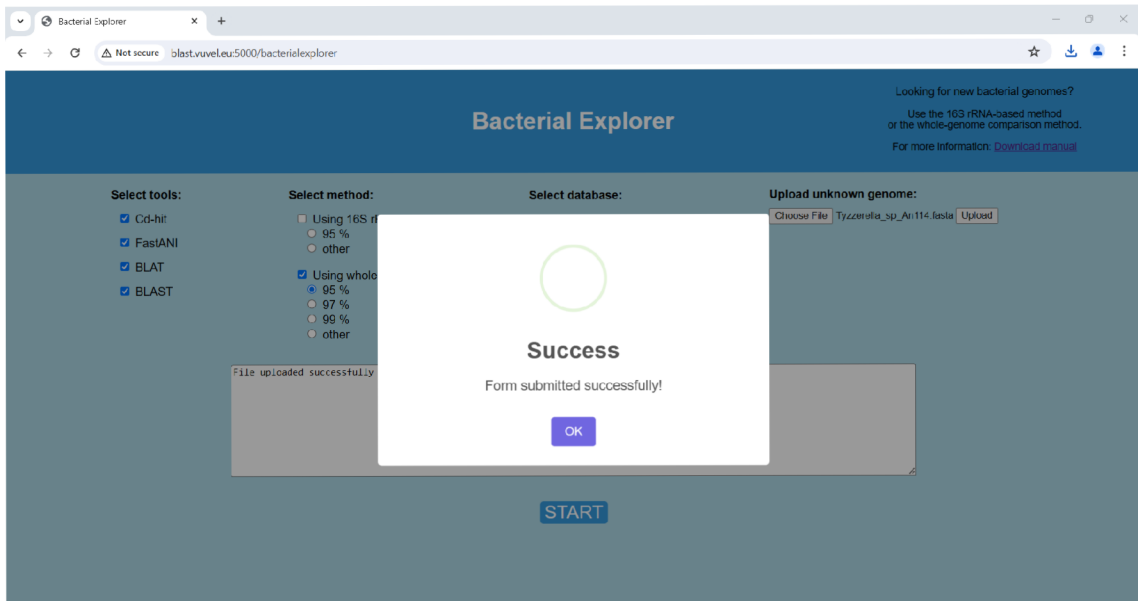 Bacterial Explorer
Not secure blast.vuvel.eu:5000/bacterialexplorer
Bacterial Explorer
Looking for new bacterial genomes?
Use the 16S rRNA-based method
or the whole-genome comparison method.
For more information: Download manual
Select tools:
Cd-hit
FastANI
BLAT
BLAST
Select method:
Using 16S
95 %
other
Using
95 %
97 %
99 %
other
Select database:
Upload unknown genome:
Choose File Tyzzerella_sp_An114.fasta Upload
File uploaded successfully
Success
Form submitted successfully!
OK
START